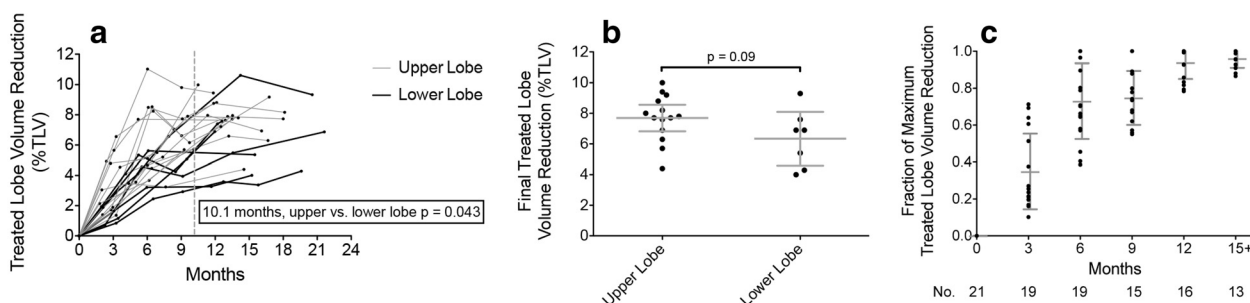 a
Treated Lobe Volume Reduction
(%TLV)
12
10
8
6
4
2
0
0 3 6 9 12 15 18 21 24
Months
Upper Lobe
Lower Lobe
10.1 months, upper vs. lower lobe p = 0.043
b
Final Treated Lobe
Volume Reduction (%TLV)
12
10
8
6
4
2
0
p = 0.09
Upper Lobe
Lower Lobe
c
Fraction of Maximum
Treated Lobe Volume Reduction
1.0
0.8
0.6
0.4
0.2
0.0
0 3 6 9 12 15+
Months
No. 21 19 19 15 16 13